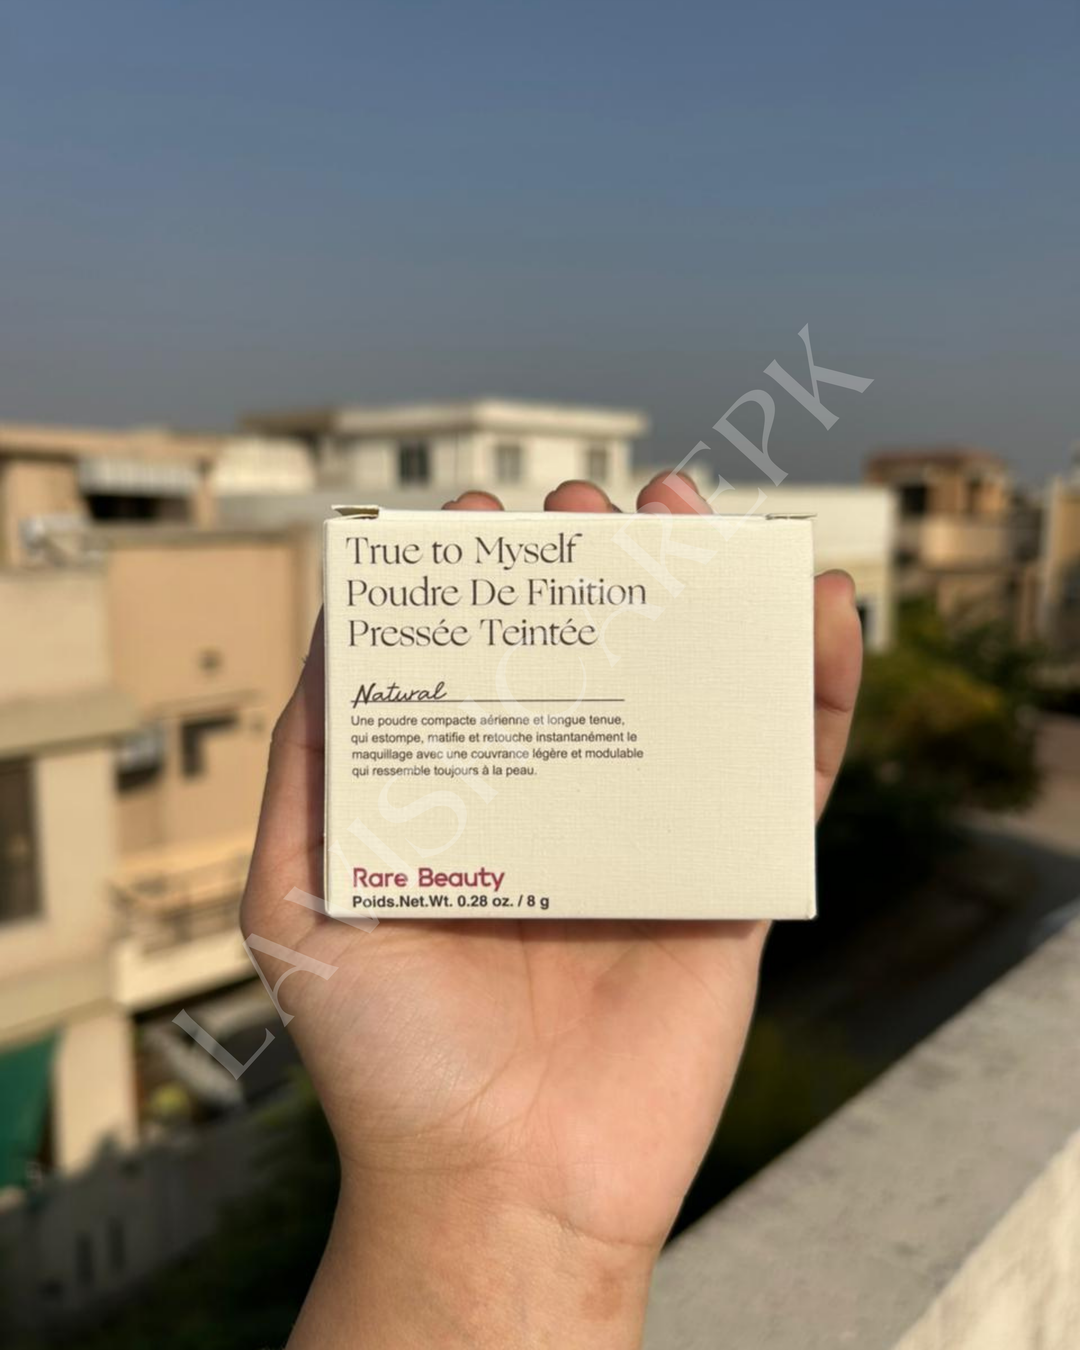 True to Myself
Poudre De Finition
Pressée Teintée
Natural
Une poudre compacte aérienne et longue tenue,
qui estompe, matifie et retouche instantanément le
maquillage avec une couvrance légère et modulable
qui ressemble toujours à la peau.
Rare Beauty
Poids.Net.Wt. 0.28 oz. / 8 g
LAVISHCAREPK